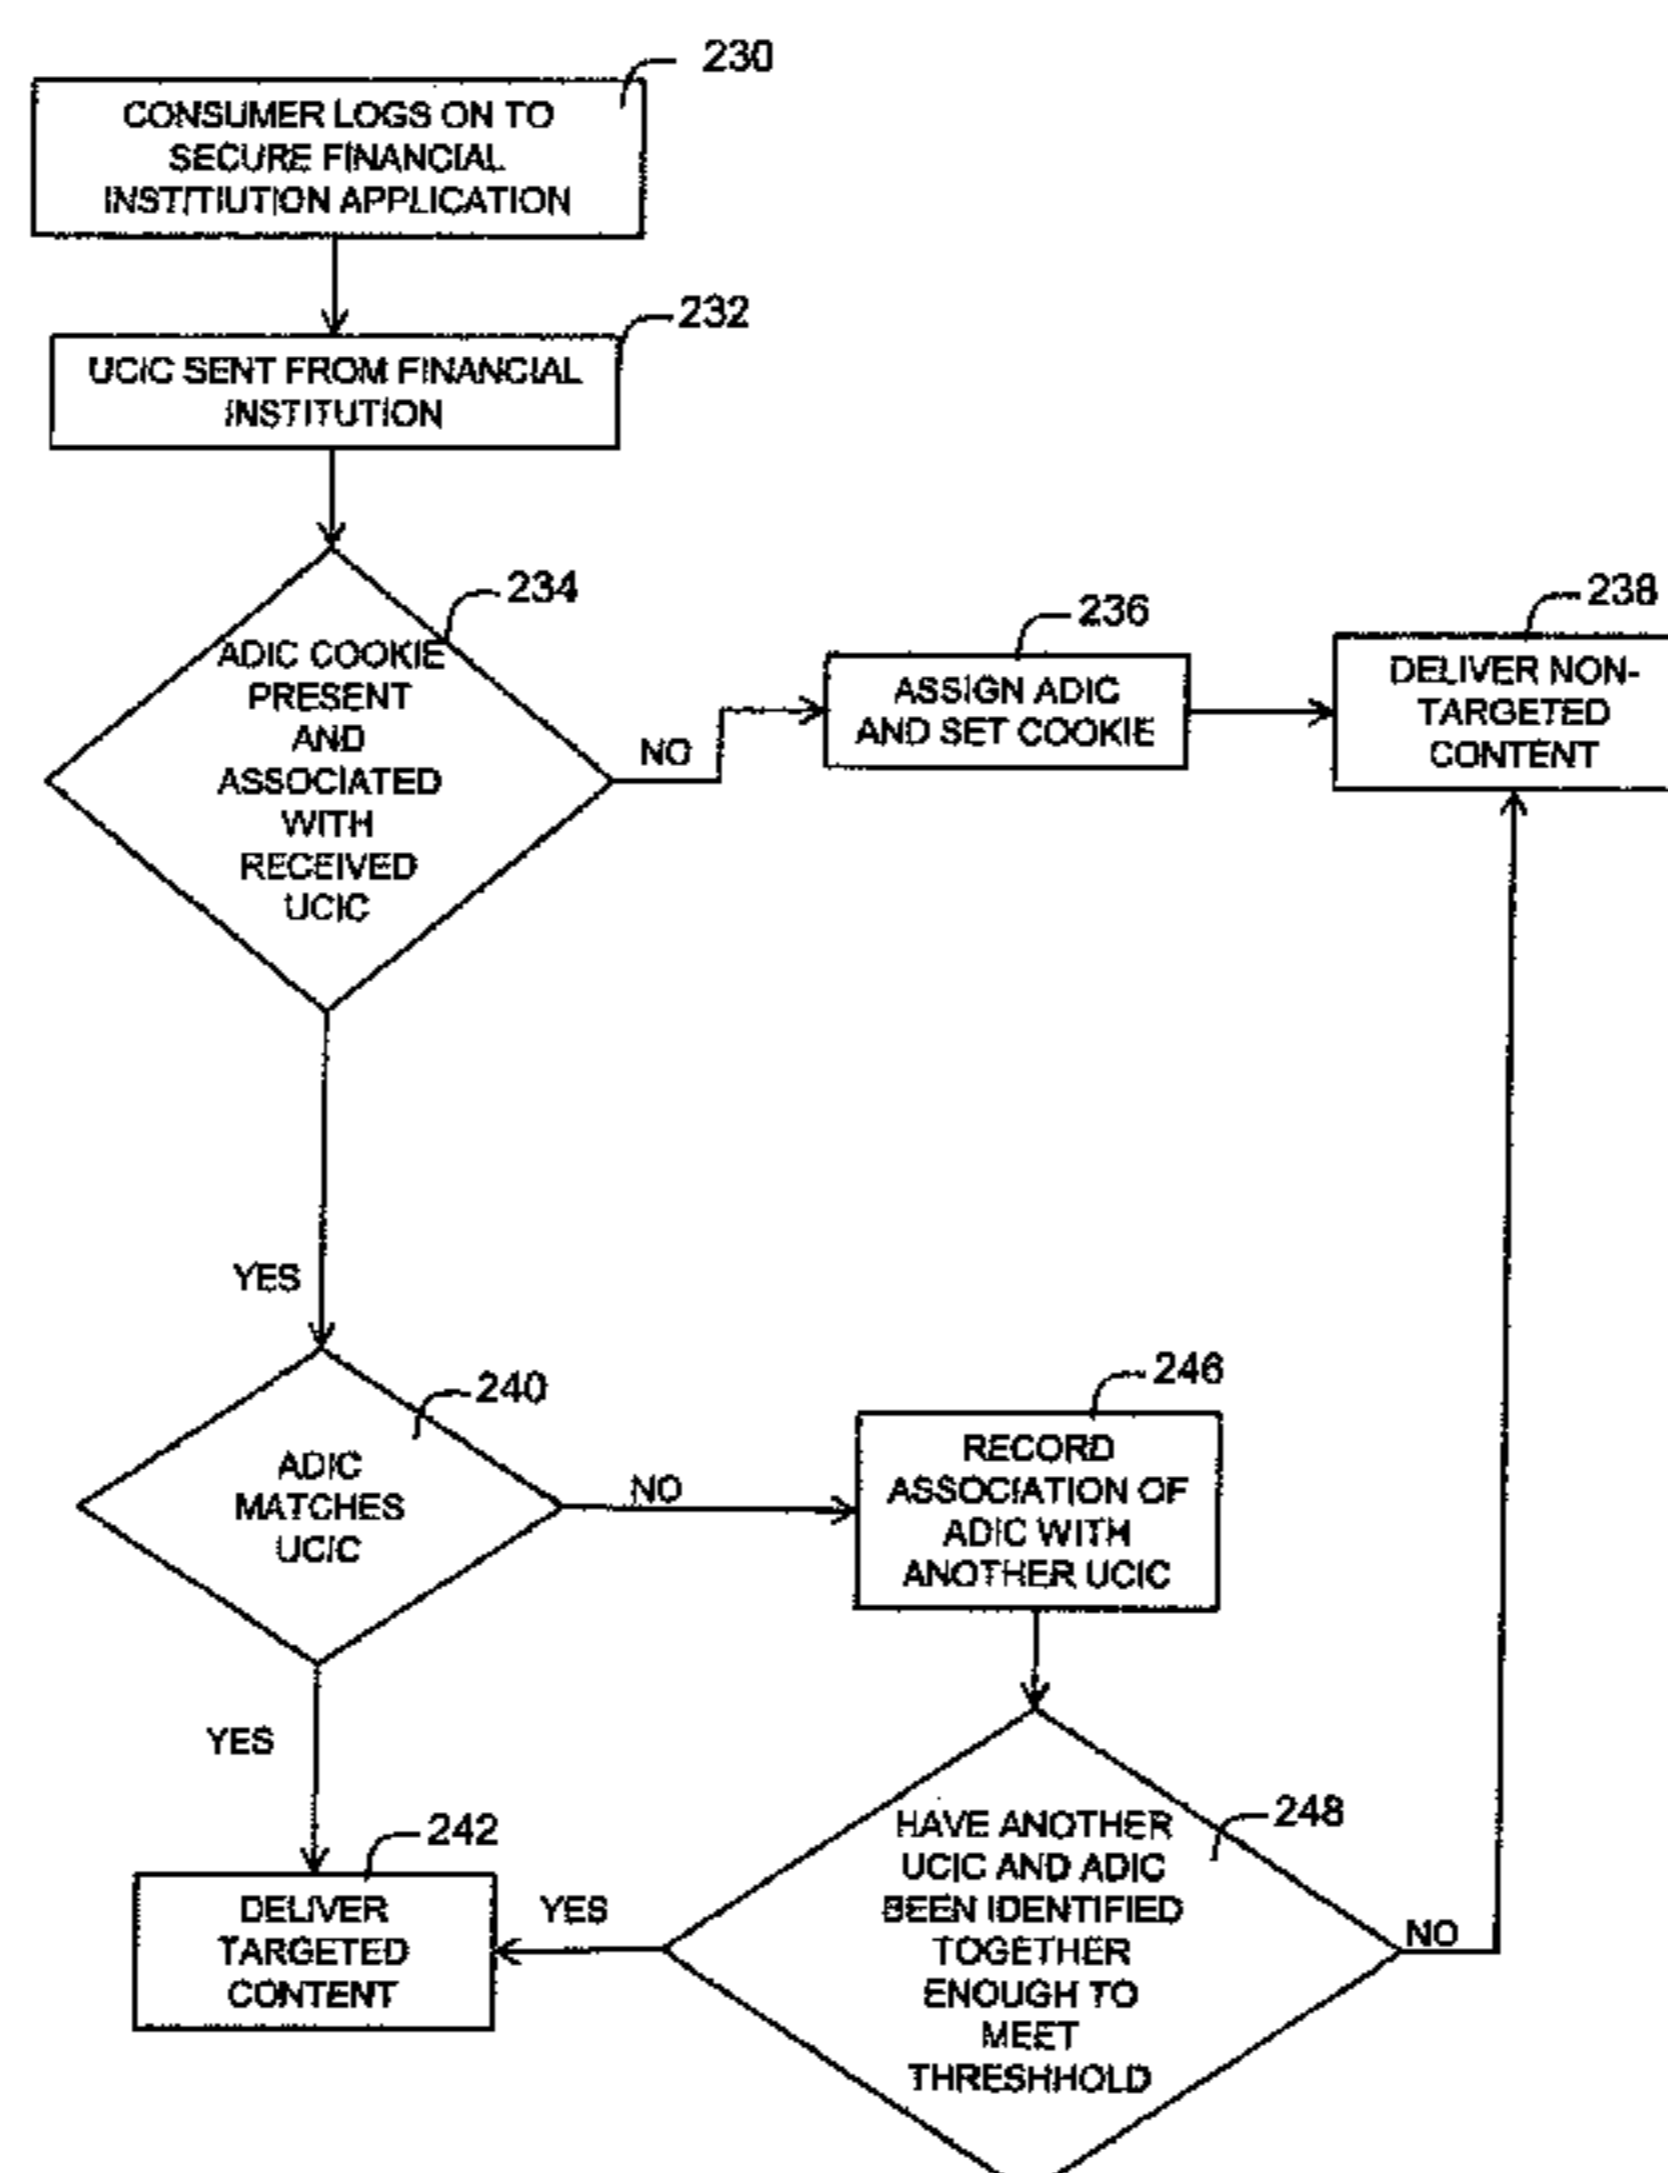 230
CONSUMER LOGS ON TO
SECURE FINANCIAL
INSTITIUTION APPLICATION
232
UCIC SENT FROM FINANCIAL
INSTITUTION
234
ADIC COOKIE
PRESENT
AND
ASSOCIATED
WITH
RECEIVED
UCIC
NO
236
ASSIGN ADIC
AND SET COOKIE
238
DELIVER NON-
TARGETED
CONTENT
YES
240
ADIC
MATCHES
UCIC
NO
246
RECORD
ASSOCIATION OF
ADIC WITH
ANOTHER UCIC
YES
242
DELIVER
TARGETED
CONTENT
YES
248
HAVE ANOTHER
UCIC AND ADIC
BEEN IDENTIFIED
TOGETHER
ENOUGH TO
MEET
THRESHHOLD
NO